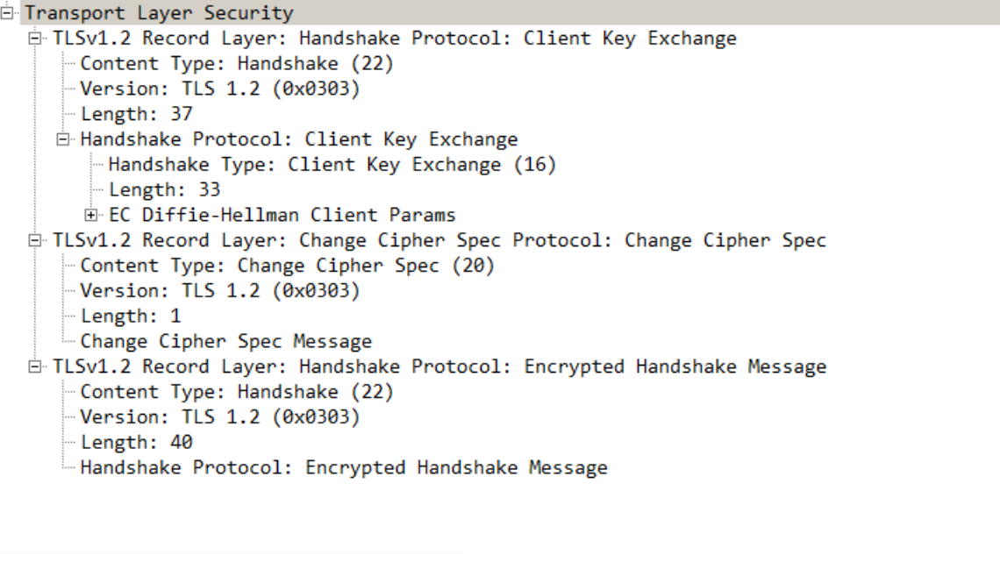 Transport Layer Security
TLSv1.2 Record Layer: Handshake Protocol: Client Key Exchange
Content Type: Handshake (22)
Version: TLS 1.2 (0x0303)
Length: 37
Handshake Protocol: Client Key Exchange
Handshake Type: Client Key Exchange (16)
Length: 33
EC Diffie-Hellman Client Params
TLSv1.2 Record Layer: Change Cipher Spec Protocol: Change Cipher Spec
Content Type: Change Cipher Spec (20)
Version: TLS 1.2 (0x0303)
Length: 1
Change Cipher Spec Message
TLSv1.2 Record Layer: Handshake Protocol: Encrypted Handshake Message
Content Type: Handshake (22)
Version: TLS 1.2 (0x0303)
Length: 40
Handshake Protocol: Encrypted Handshake Message